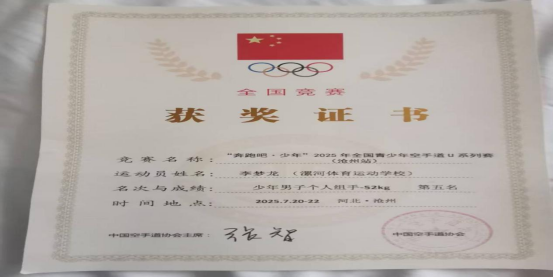 全国竞赛
获奖证书
竞赛名称：“奔跑吧·少年”2025年全国青少年空手道U系列赛
（沧州站）
运动员姓名：李梦龙（漯河体育运动学校）
名次与成绩：少年男子个人组手-52kg 第五名
时间地点：2025.7.20-22 河北·沧州
中国空手道协会主席：张智
中国空手道协会